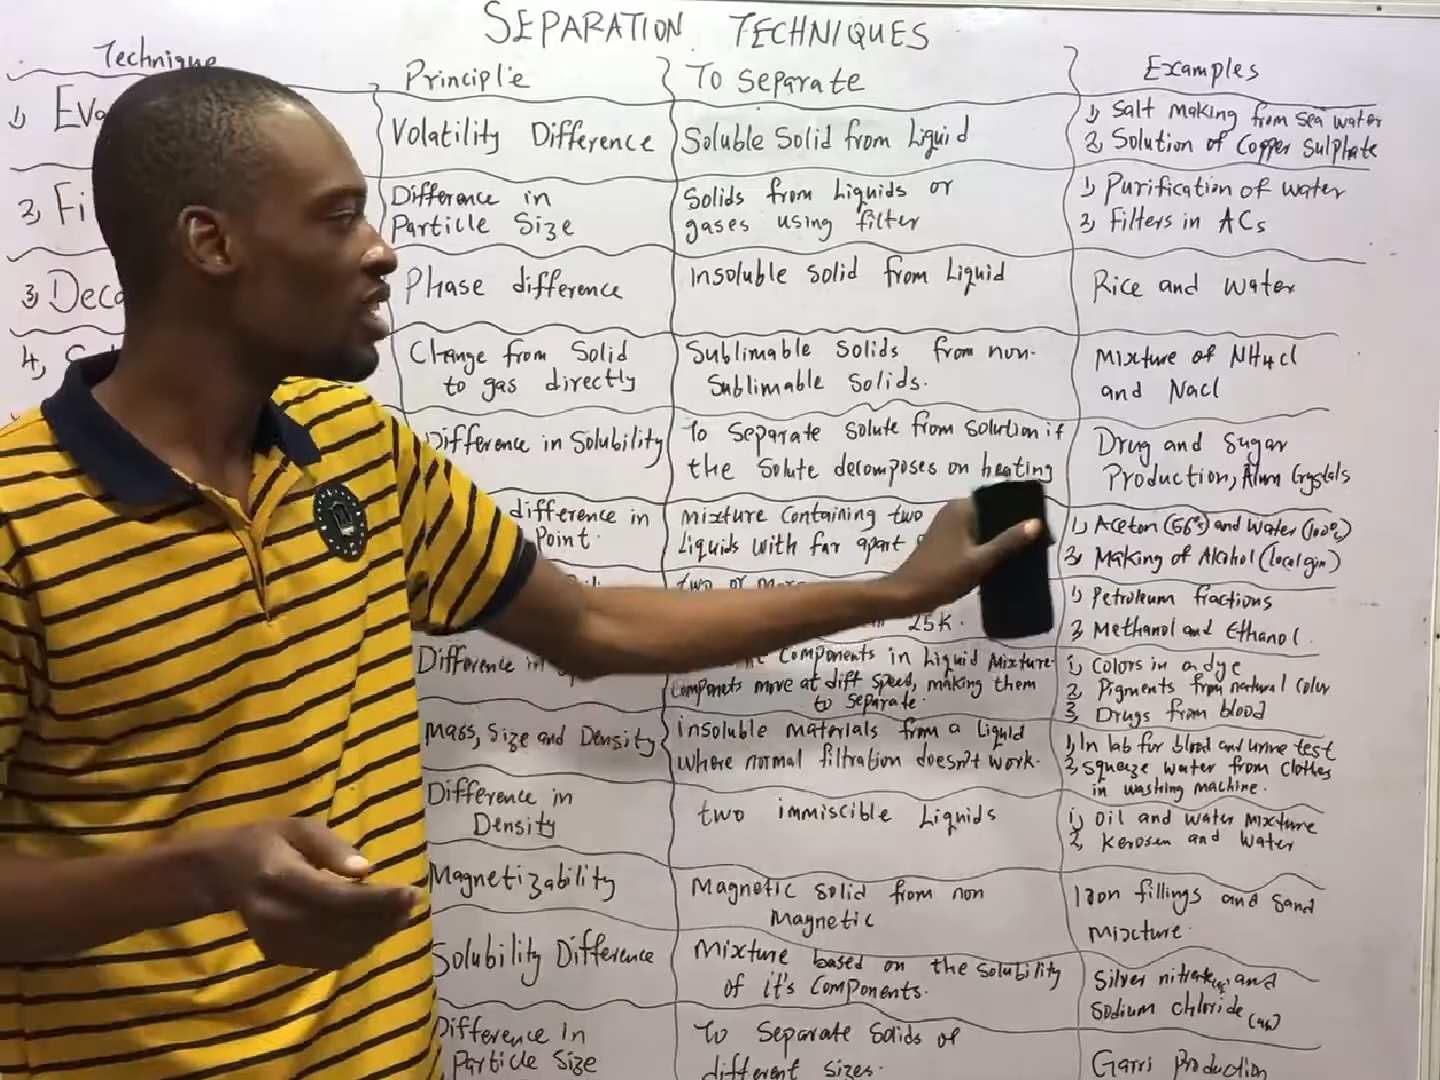 SEPARATION TECHNIQUES
Technique
Principle
To Separate
Examples
1) Eva
Volatility Difference
Soluble Solid from Liquid
1) Salt Making from Sea water
2) Solution of Copper Sulphate
2) Fi
Difference in
Particle Size
Solids from Liquids or
gases using filter
1) Purification of water
2) Filters in ACs
3) Deca
Phase difference
Insoluble Solid from Liquid
Rice and water
4)
Change from Solid
to gas directly
Sublimable Solids from non-
Sublimable Solids.
Mixture of NH4Cl
and Nacl
Difference in Solubility
To Separate Solute from Solution if
the Solute decomposes on heating
Drug and Sugar
Production, Alum Crystals
difference in
Point.
Mixture Containing two
Liquids with far apart
1) Aceton (56°c) and Water (100°c)
2) Making of Alcohol (local gin)
two or more
25K.
1) Petroleum fractions
2) Methanol and Ethanol.
Difference in
Components in Liquid Mixture.
Components move at diff Speed, making them
to Separate.
1) Colors in a dye
2) Pigments from natural Color
3) Drugs from blood
Mass, Size and Density
insoluble materials from a Liquid
where normal filtration doesn't work.
1) In lab for blood and urine test
2) Squeeze water from Clothes
in washing machine.
Difference in
Density
two immiscible Liquids
1) Oil and water mixture
2) Kerosen and Water
Magnetizability
Magnetic Solid from non
Magnetic
Iron fillings and Sand
Mixture.
Solubility Difference
Mixture based on the Solubility
of it's Components.
Silver nitrate(aq) and
Sodium Chloride (aq)
Difference In
Particle Size
To Separate Solids of
different Sizes.
Garri Production